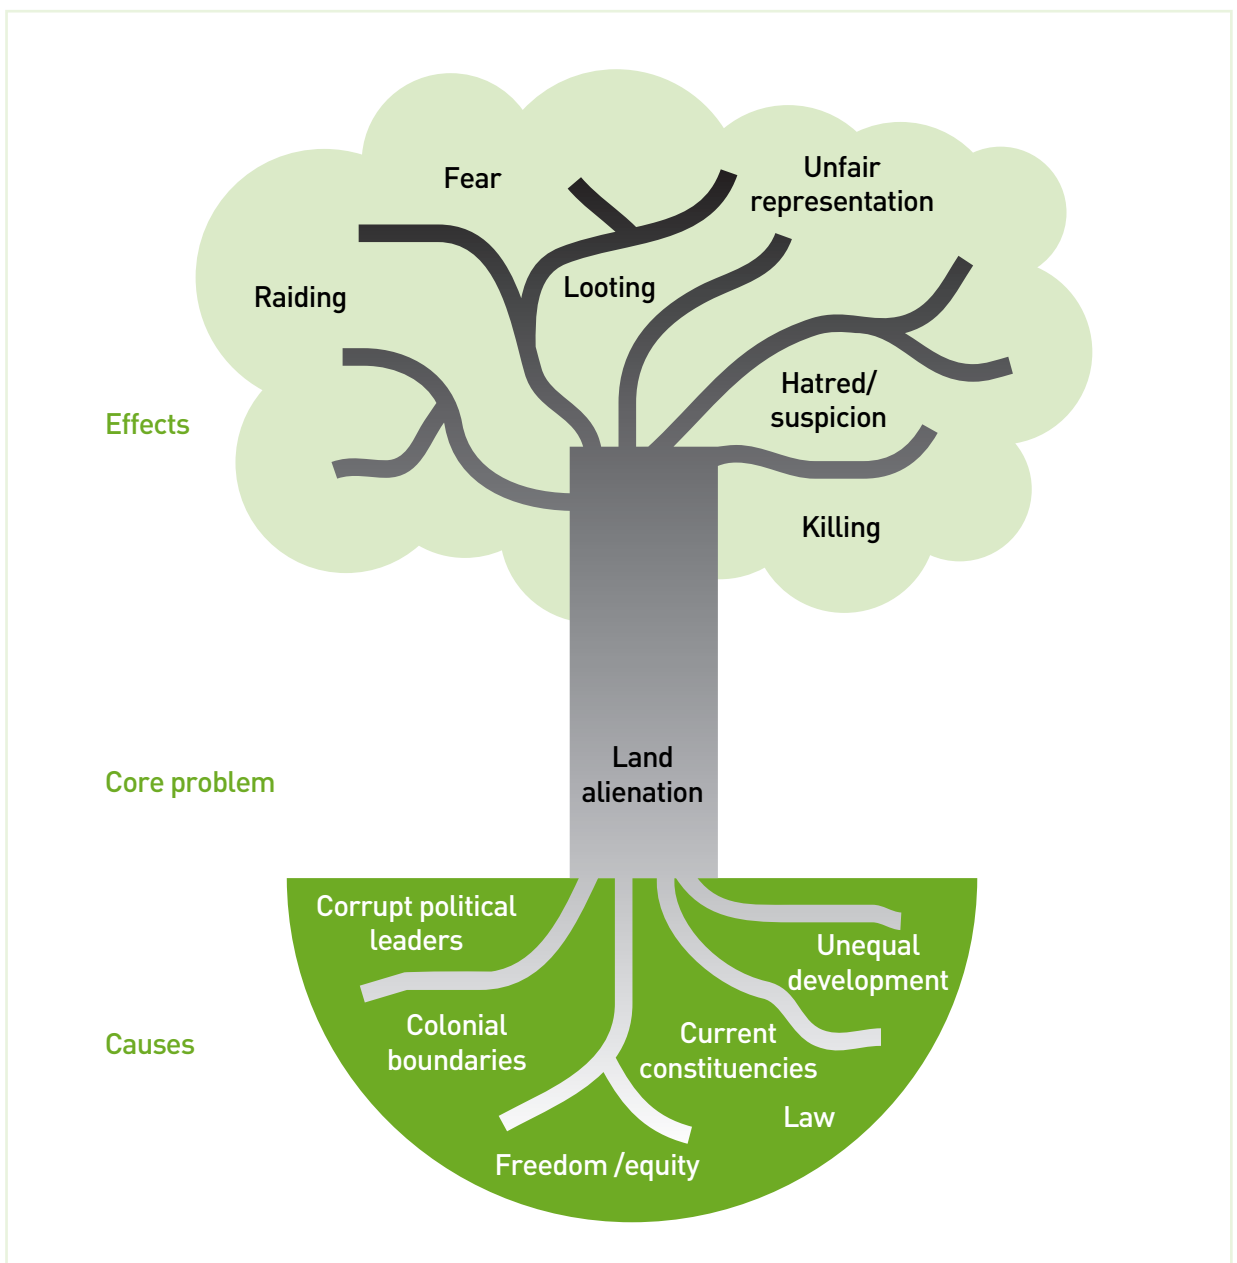 Fear
Unfair
representation
Raiding
Looting
Hatred/
suspicion
Effects
Killing
Land
alienation
Core problem
Corrupt political
leaders
Unequal
development
Colonial
boundaries
Current
constituencies
Causes
Law
Freedom /equity